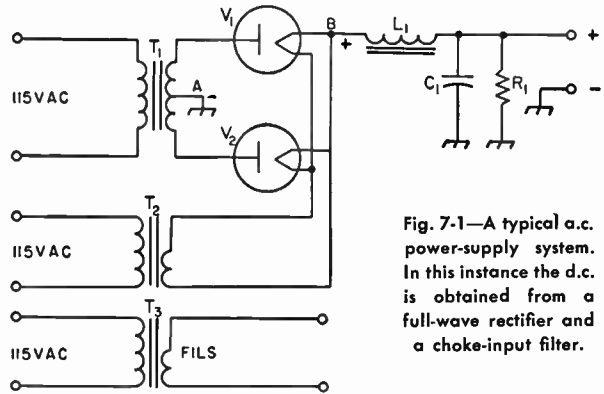 V1
B
L1
+
+
T1
A
-
115VAC
C1
R1
-
V2
T2
115VAC
T3
115VAC
FILS
Fig. 7-1—A typical a.c.
power-supply system.
In this instance the d.c.
is obtained from a
full-wave rectifier and
a choke-input filter.